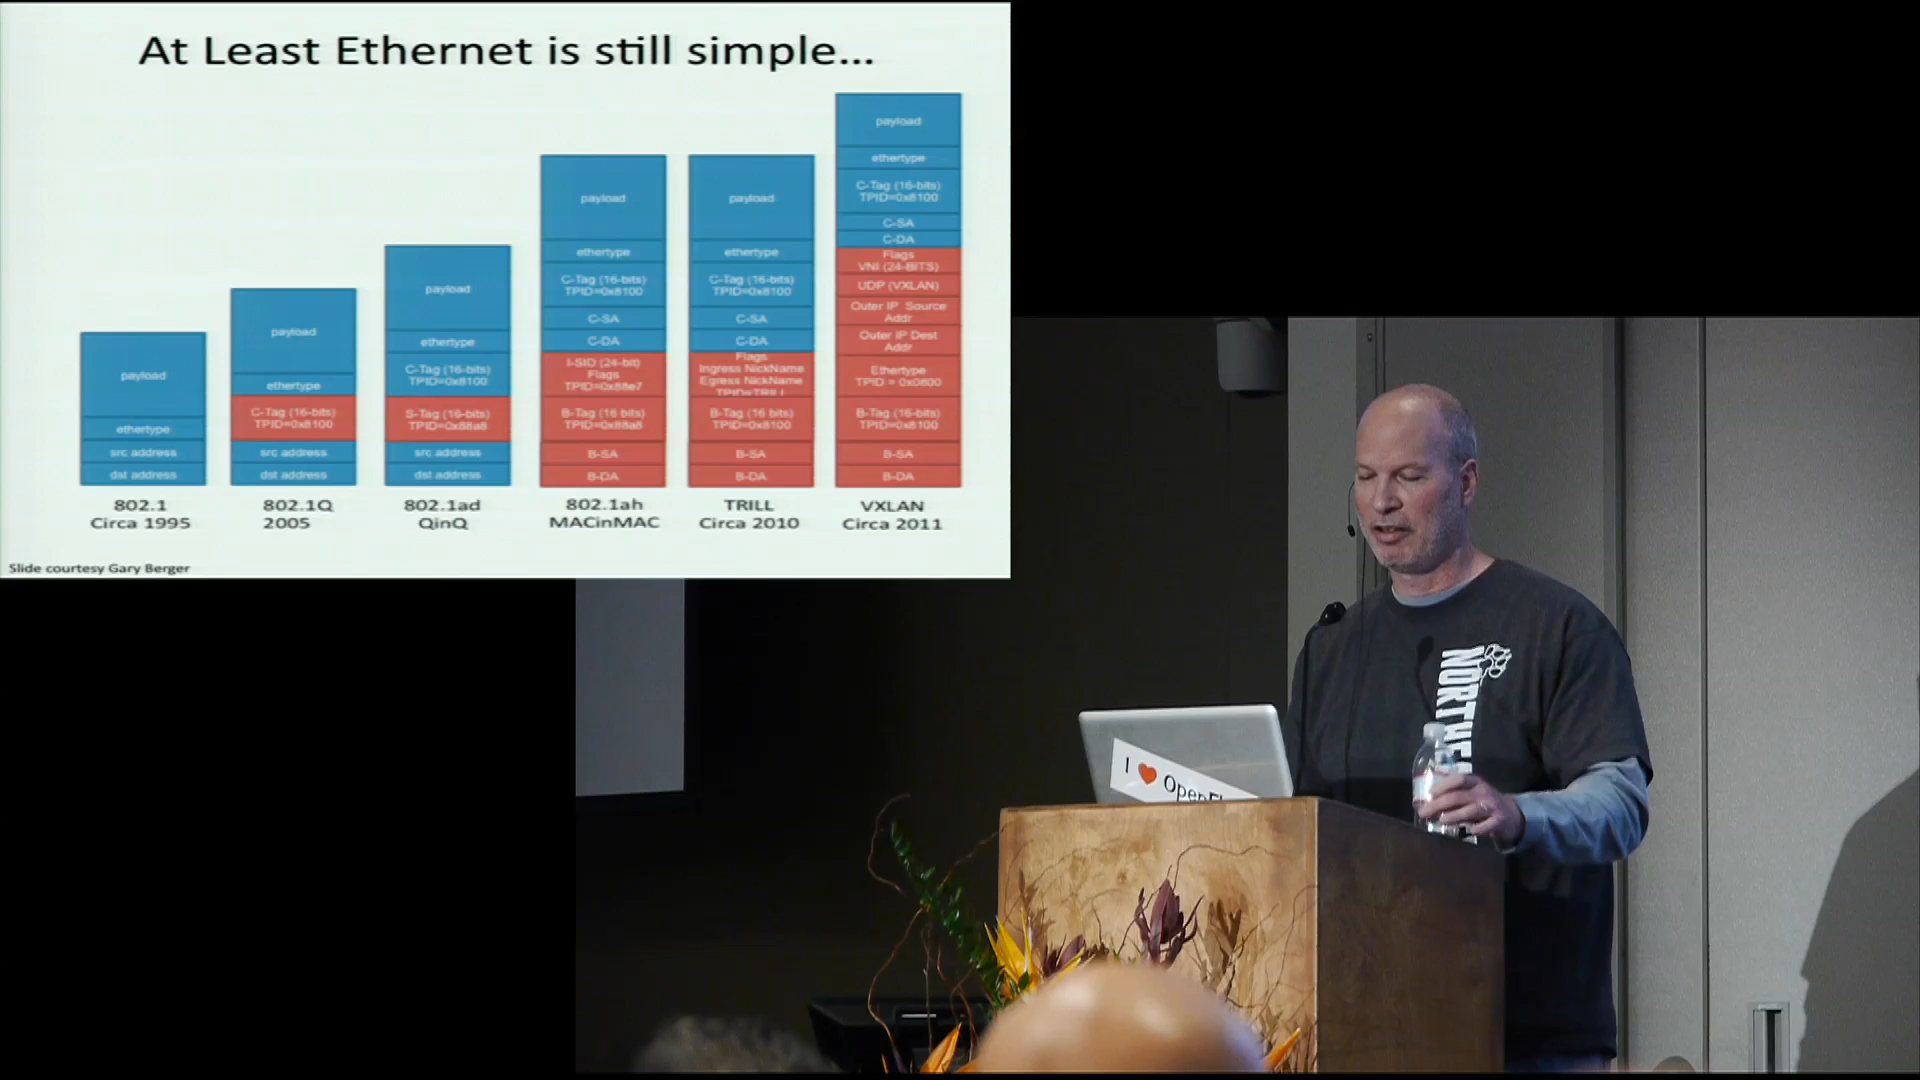 At Least Ethernet is still simple...
payload
ethertype
src address
dst address
802.1
Circa 1995
payload
ethertype
C-Tag (16-bits)
TPID=0x8100
src address
dst address
802.1Q
2005
payload
ethertype
C-Tag (16-bits)
TPID=0x8100
S-Tag (16-bits)
TPID=0x88a8
src address
dst address
802.1ad
QinQ
payload
ethertype
C-Tag (16-bits)
TPID=0x8100
C-SA
C-DA
I-SID (24-bit)
Flags
TPID=0x88e7
B-Tag (16 bits)
TPID=0x88a8
B-SA
B-DA
802.1ah
MACinMAC
payload
ethertype
C-Tag (16-bits)
TPID=0x8100
C-SA
C-DA
Flags
Ingress NickName
Egress NickName
TPID=TRILL
B-Tag (16 bits)
TPID=0x8100
B-SA
B-DA
TRILL
Circa 2010
payload
ethertype
C-Tag (16-bits)
TPID=0x8100
C-SA
C-DA
Flags
VNI (24-BITS)
UDP (VXLAN)
Outer IP Source
Addr
Outer IP Dest
Addr
Ethertype
TPID = 0x0800
B-Tag (16-bits)
TPID=0x8100
B-SA
B-DA
VXLAN
Circa 2011
Slide courtesy Gary Berger
I ❤